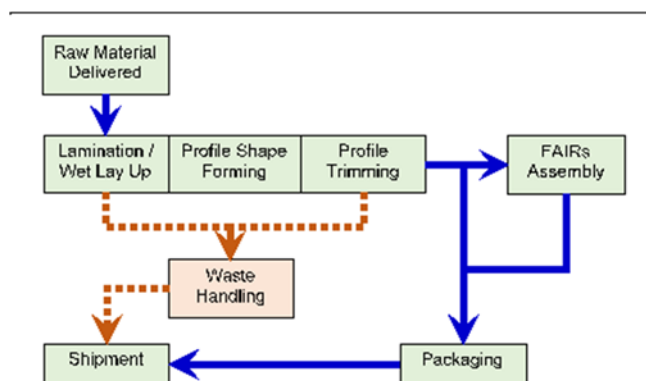 Raw Material
Delivered
Lamination /
Wet Lay Up
Profile Shape
Forming
Profile
Trimming
FAIRs
Assembly
Waste
Handling
Shipment
Packaging